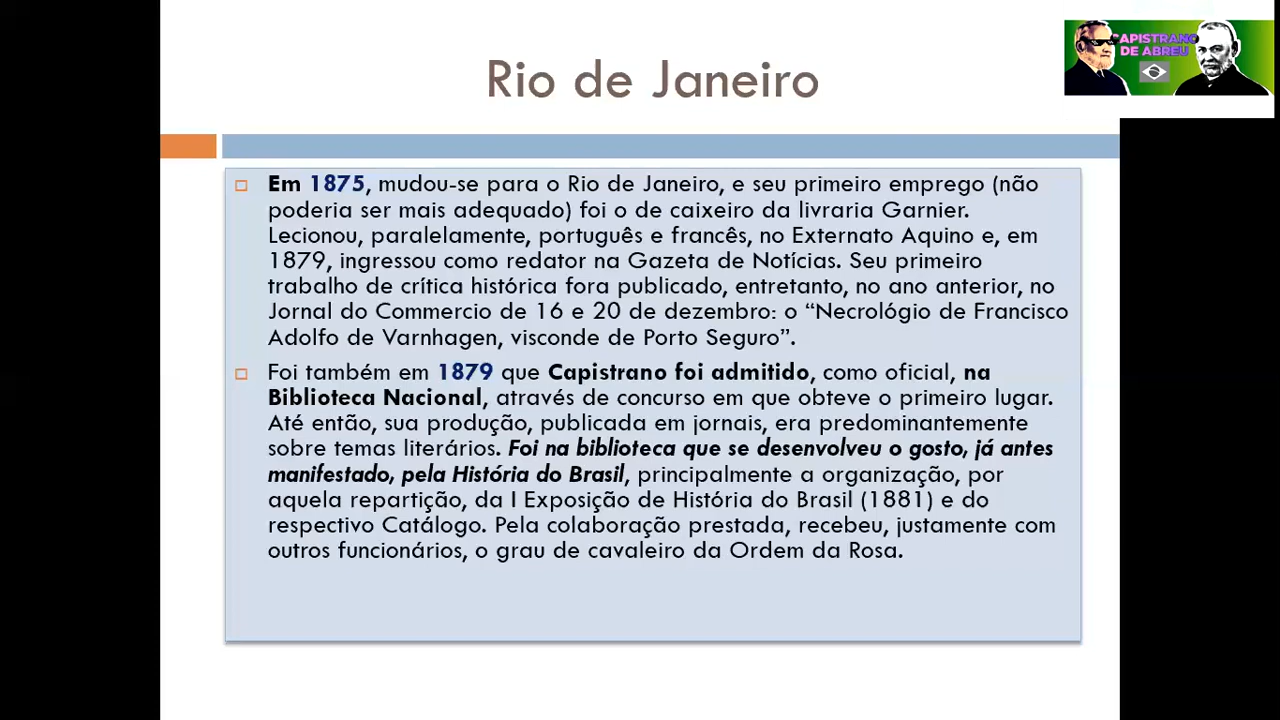 CAPISTRANO
DE ABREU
Rio de Janeiro
Em 1875, mudou-se para o Rio de Janeiro, e seu primeiro emprego (não
poderia ser mais adequado) foi o de caixeiro da livraria Garnier.
Lecionou, paralelamente, português e francês, no Externato Aquino e, em
1879, ingressou como redator na Gazeta de Notícias. Seu primeiro
trabalho de crítica histórica fora publicado, entretanto, no ano anterior, no
Jornal do Commercio de 16 e 20 de dezembro: o “Necrológio de Francisco
Adolfo de Varnhagen, visconde de Porto Seguro”.
Foi também em 1879 que Capistrano foi admitido, como oficial, na
Biblioteca Nacional, através de concurso em que obteve o primeiro lugar.
Até então, sua produção, publicada em jornais, era predominantemente
sobre temas literários. Foi na biblioteca que se desenvolveu o gosto, já antes
manifestado, pela História do Brasil, principalmente a organização, por
aquela repartição, da I Exposição de História do Brasil (1881) e do
respectivo Catálogo. Pela colaboração prestada, recebeu, justamente com
outros funcionários, o grau de cavaleiro da Ordem da Rosa.